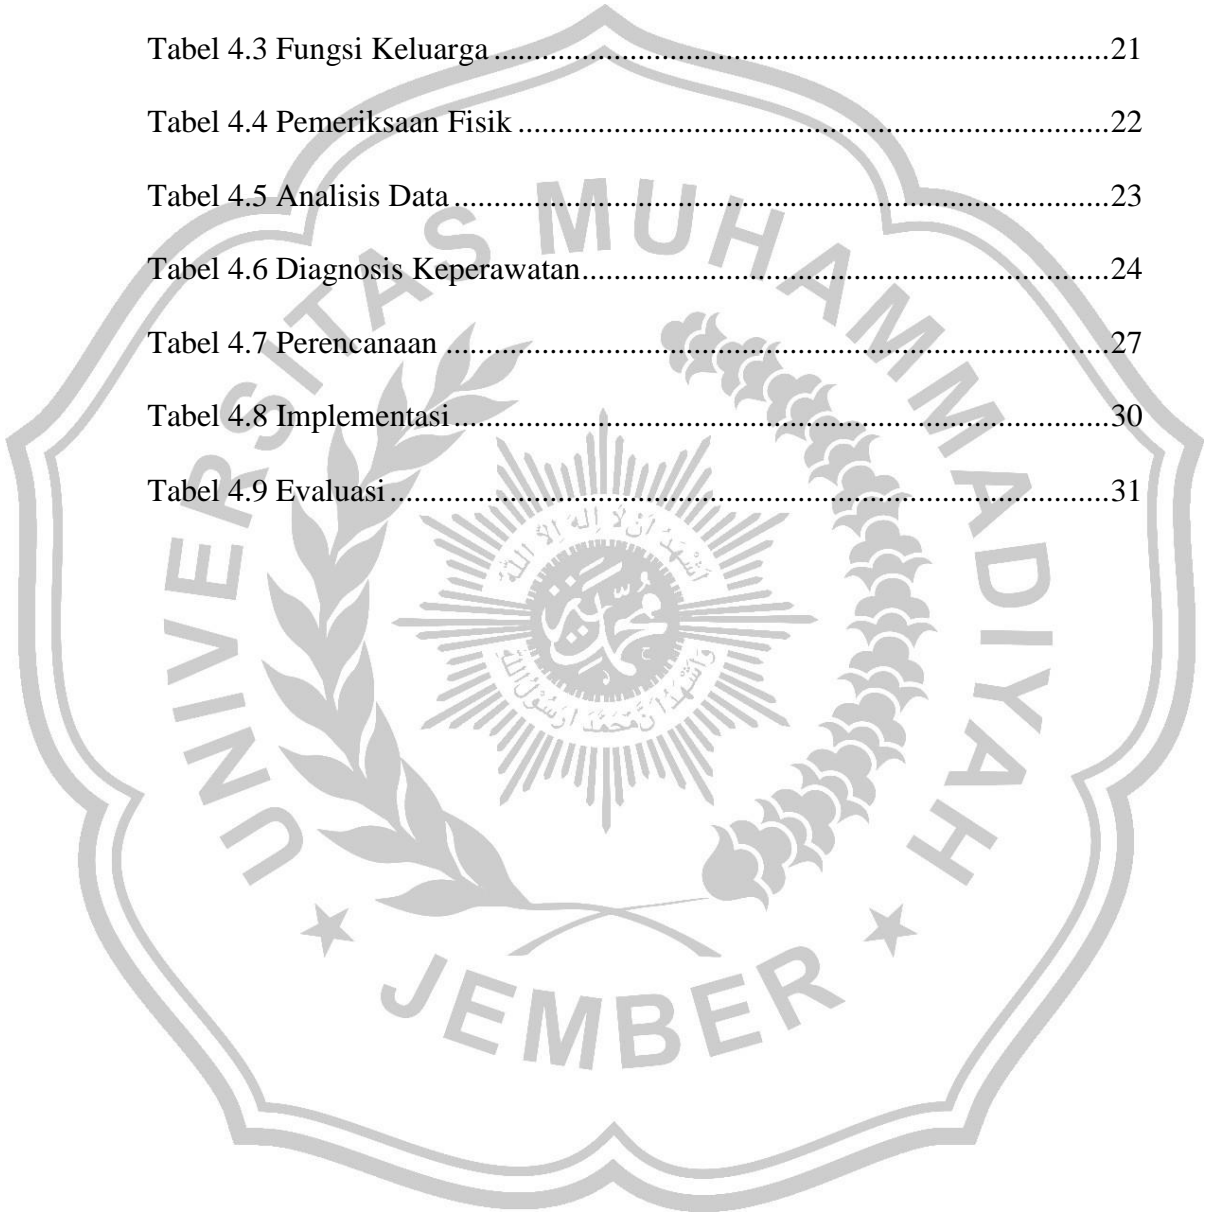 Tabel 4.3 Fungsi Keluarga...........................................................................21
Tabel 4.4 Pemeriksaan Fisik........................................................................22
Tabel 4.5 Analisis Data................................................................................23
Tabel 4.6 Diagnosis Keperawatan................................................................24
Tabel 4.7 Perencanaan.................................................................................27
Tabel 4.8 Implementasi................................................................................30
Tabel 4.9 Evaluasi........................................................................................31
UNIVERSITAS MUHAMMADIYAH
JEMBER